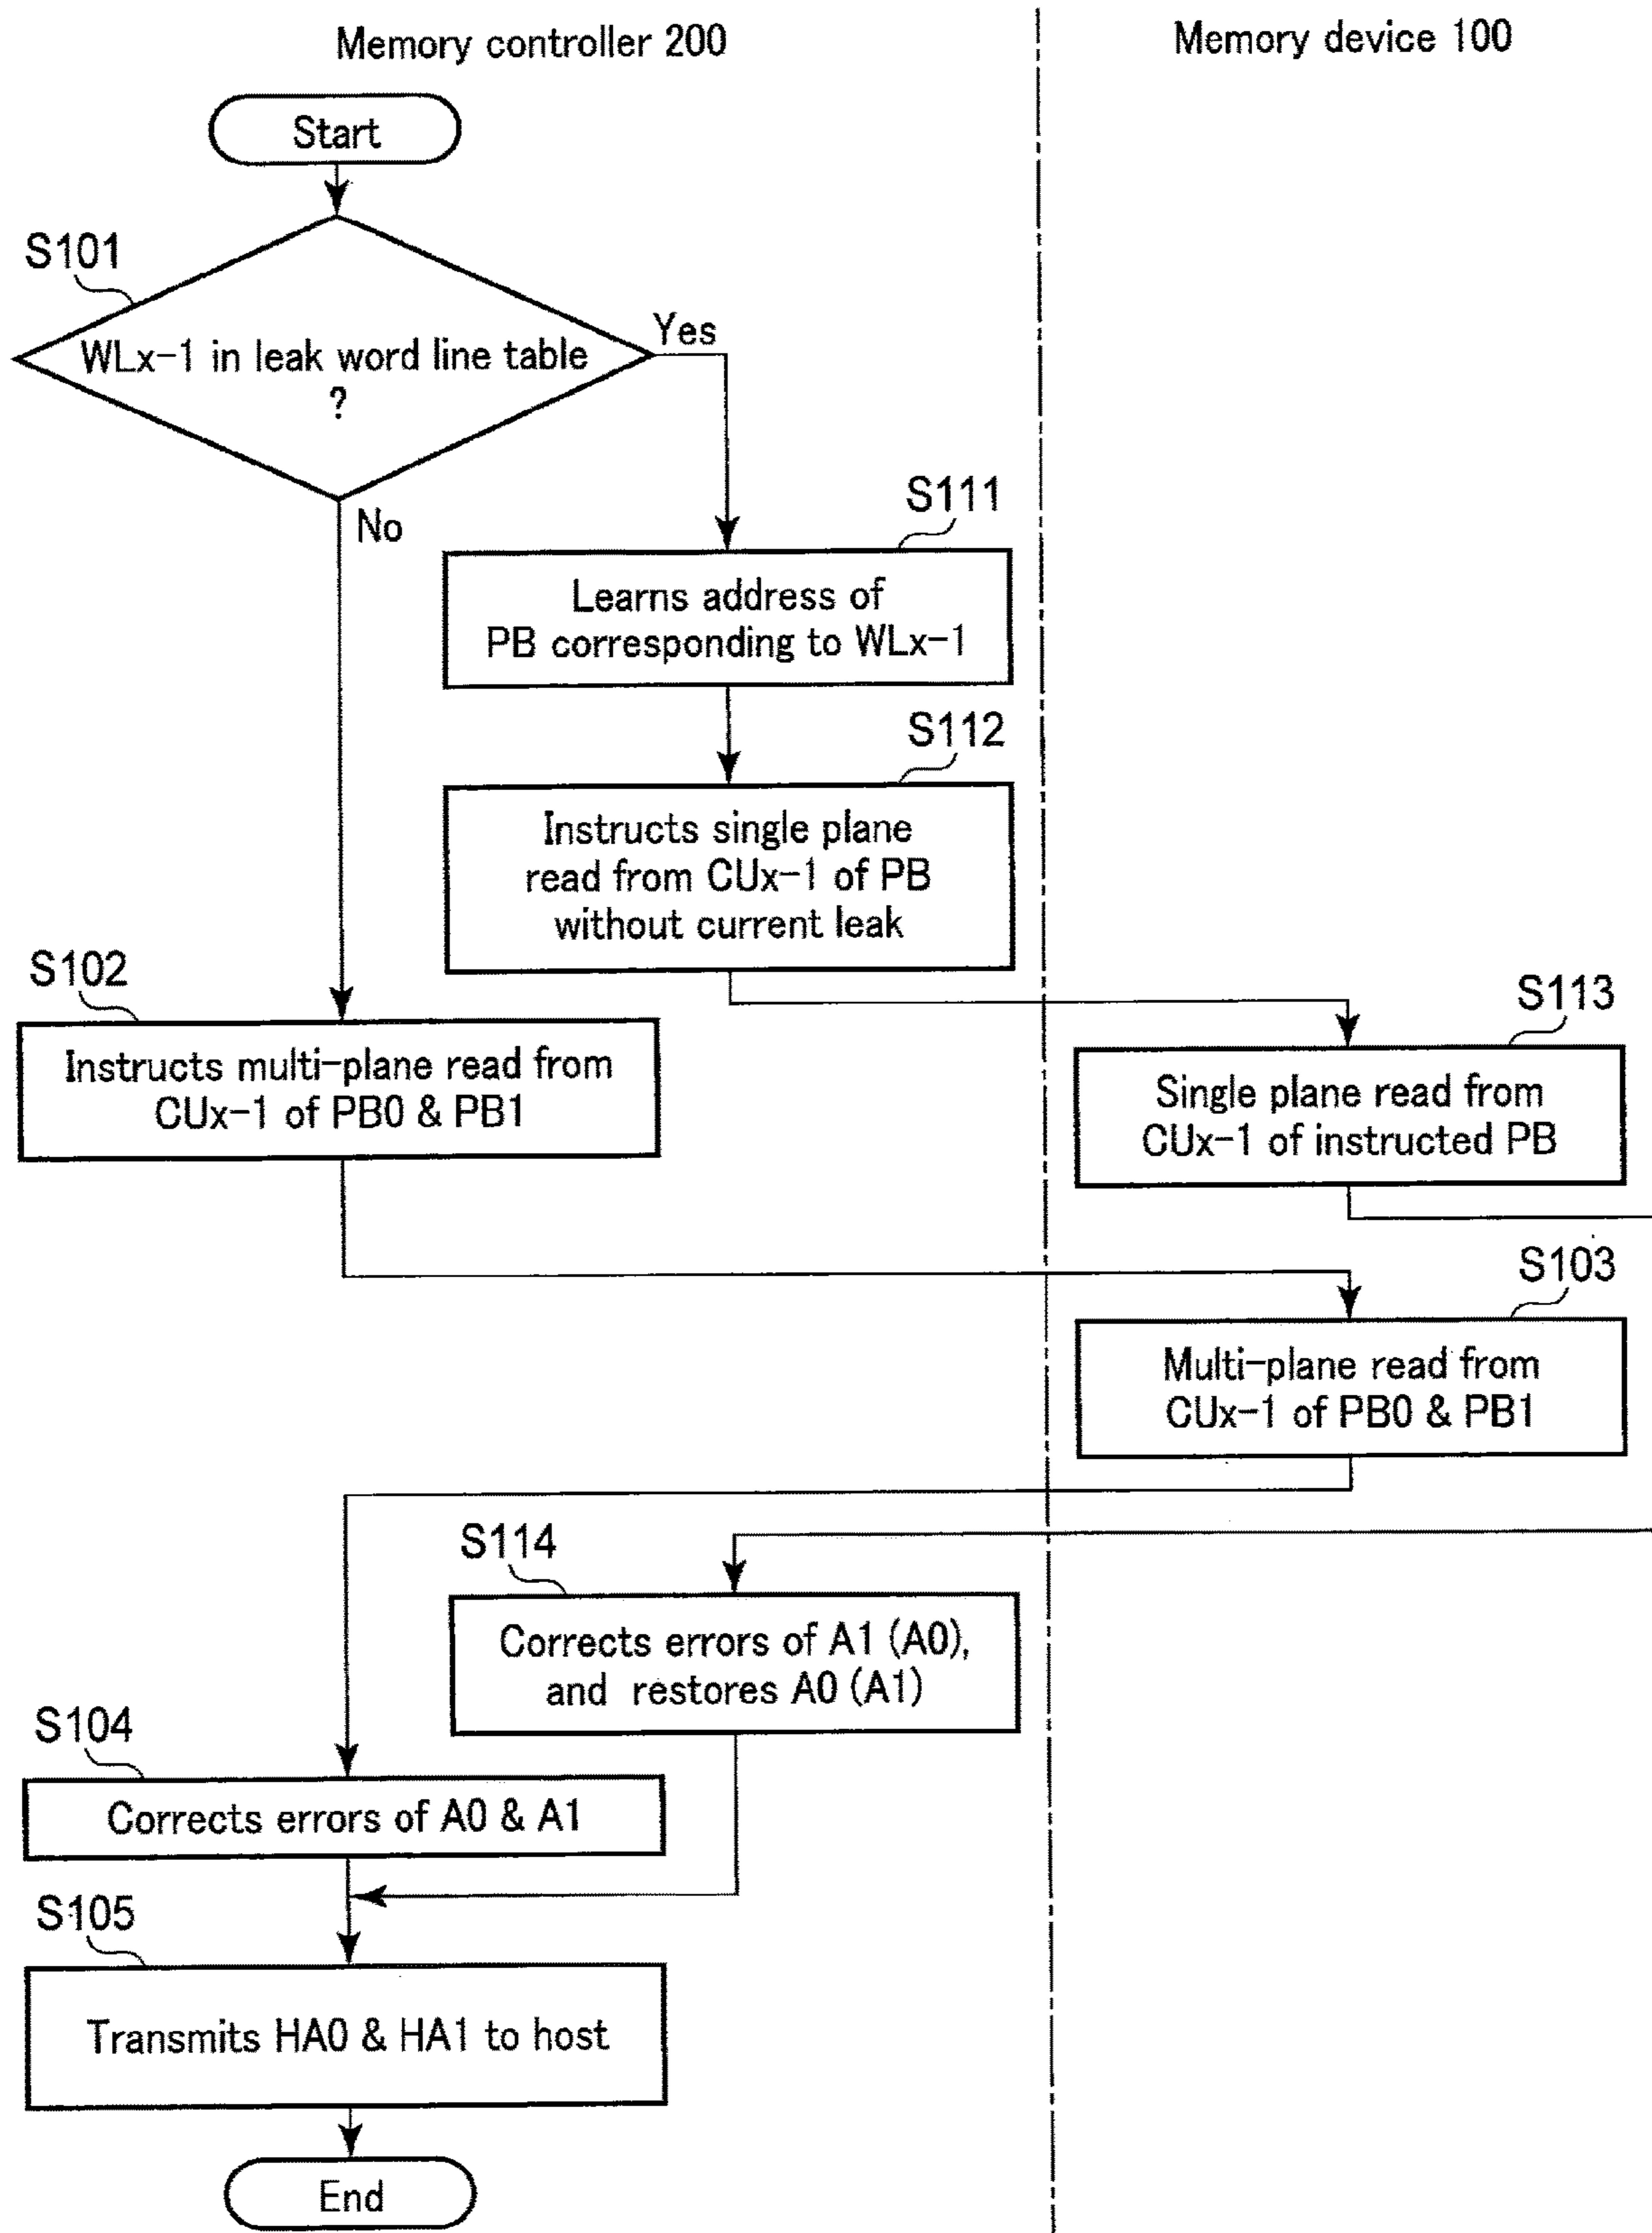 Memory controller 200
Memory device 100
Start
S101
WLx-1 in leak word line table
?
Yes
No
S111
Learns address of
PB corresponding to WLx-1
S112
Instructs single plane
read from CUx-1 of PB
without current leak
S102
Instructs multi-plane read from
CUx-1 of PB0 & PB1
S113
Single plane read from
CUx-1 of instructed PB
S103
Multi-plane read from
CUx-1 of PB0 & PB1
S114
Corrects errors of A1 (A0),
and restores A0 (A1)
S104
Corrects errors of A0 & A1
S105
Transmits HA0 & HA1 to host
End